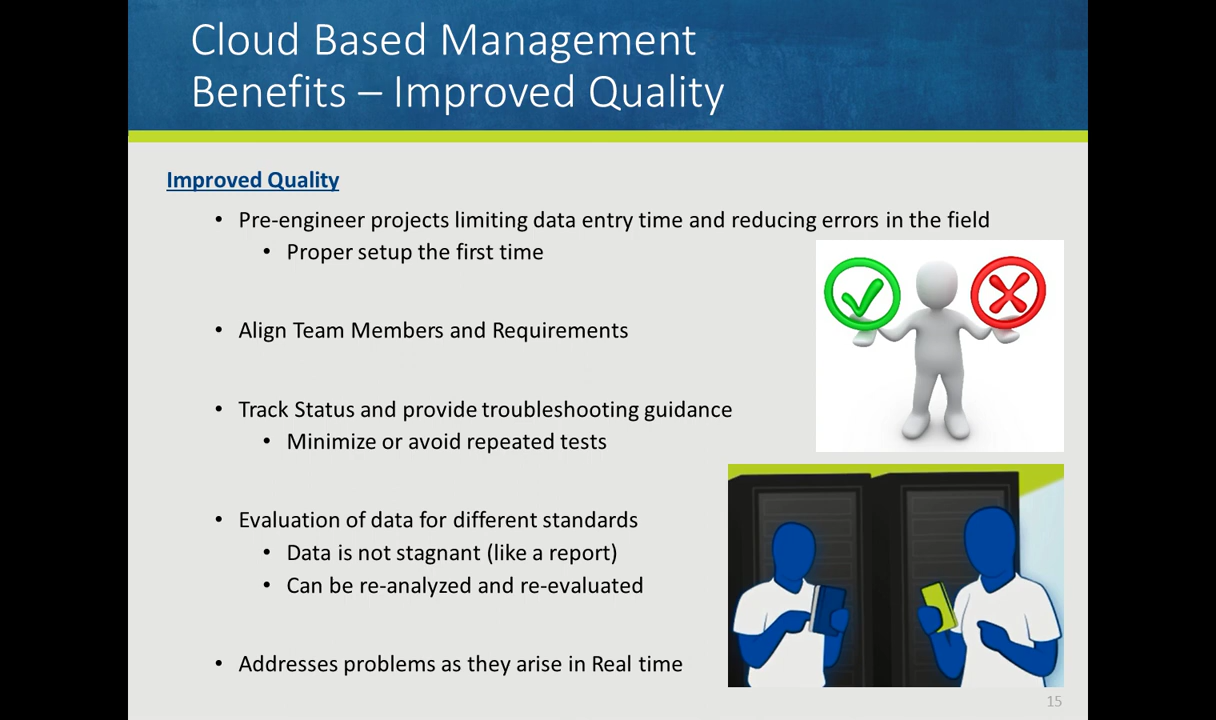 Cloud Based Management
Benefits – Improved Quality
Improved Quality
• Pre-engineer projects limiting data entry time and reducing errors in the field
• Proper setup the first time
• Align Team Members and Requirements
• Track Status and provide troubleshooting guidance
• Minimize or avoid repeated tests
• Evaluation of data for different standards
• Data is not stagnant (like a report)
• Can be re-analyzed and re-evaluated
• Addresses problems as they arise in Real time
15